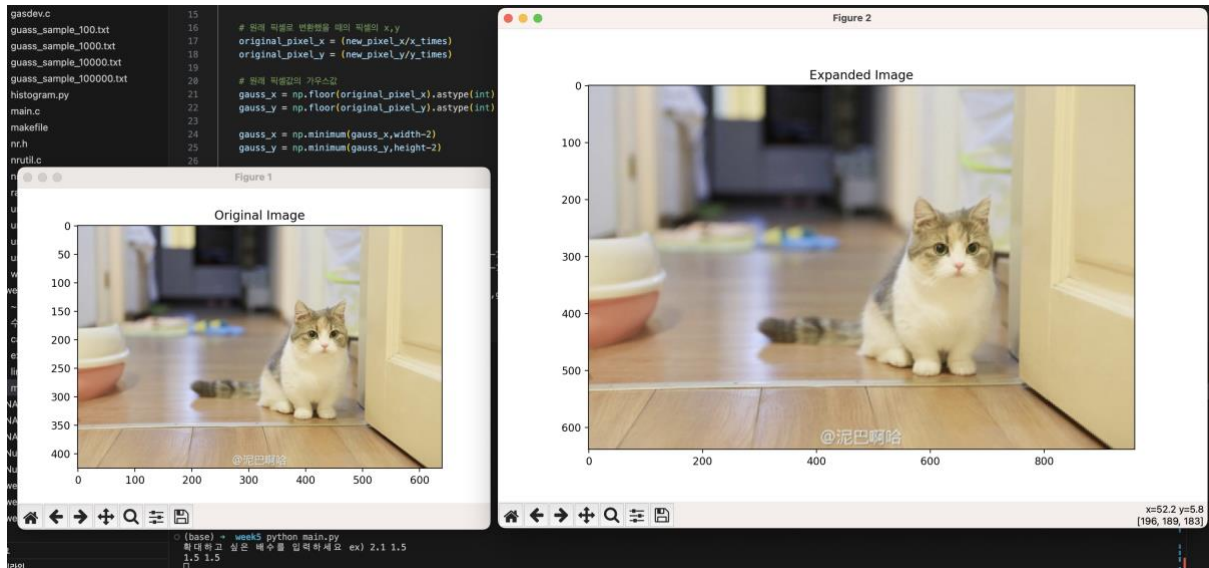 gasdev.c
guass_sample_100.txt
guass_sample_1000.txt
guass_sample_10000.txt
guass_sample_100000.txt
histogram.py
main.c
makefile
nr.h
nrutil.c
15
16 # 원래 픽셀로 변환했을 때의 픽셀의 x,y
17 original_pixel_x = (new_pixel_x/x_times)
18 original_pixel_y = (new_pixel_y/y_times)
19
20 # 원래 픽셀값의 가우스값
21 gauss_x = np.floor(original_pixel_x).astype(int)
22 gauss_y = np.floor(original_pixel_y).astype(int)
23
24 gauss_x = np.minimum(gauss_x,width-2)
25 gauss_y = np.minimum(gauss_y,height-2)
26
Figure 1
Original Image
0
50
100
150
200
250
300
350
400
@泥巴啊哈
0 100 200 300 400 500 600
Figure 2
Expanded Image
0
100
200
300
400
500
600
@泥巴啊哈
0 200 400 600 800
x=52.2 y=5.8
[196, 189, 183]
(base) → week5 python main.py
확대하고 싶은 배수를 입력하세요 ex) 2.1 1.5
1.5 1.5